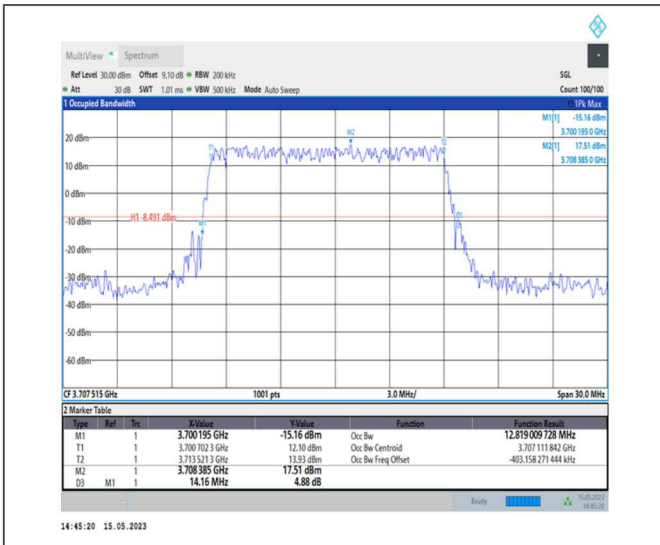 MultiView Spectrum
Ref Level 30.00 dBm Offset 9.10 dB RBW 200 kHz SGL
Att 30 dB SWT 1.01 ms VBW 500 kHz Mode Auto Sweep Count 100/100
1 Occupied Bandwidth 1Pk Max
M1[1] -15.16 dBm
3.700 195 0 GHz
M2[1] 17.51 dBm
3.708 385 0 GHz
M2
T1
T2
20 dBm
10 dBm
0 dBm
H1 -8.491 dBm
-10 dBm
M1
D3
-20 dBm
-30 dBm
-40 dBm
-50 dBm
-60 dBm
CF 3.707 515 GHz 1001 pts 3.0 MHz/ Span 30.0 MHz
2 Marker Table
Type Ref Trc X-Value Y-Value Function Function Result
M1 1 3.700195 GHz -15.16 dBm Occ Bw 12.819 009 728 MHz
T1 1 3.700 702 3 GHz 12.10 dBm Occ Bw Centroid 3.707 111 842 GHz
T2 1 3.713 521 3 GHz 13.93 dBm Occ Bw Freq Offset -403.158 271 444 kHz
M2 1 3.708 385 GHz 17.51 dBm
D3 M1 1 14.16 MHz 4.88 dB
Ready 15.05.2023
14:45:20
14:45:20 15.05.2023